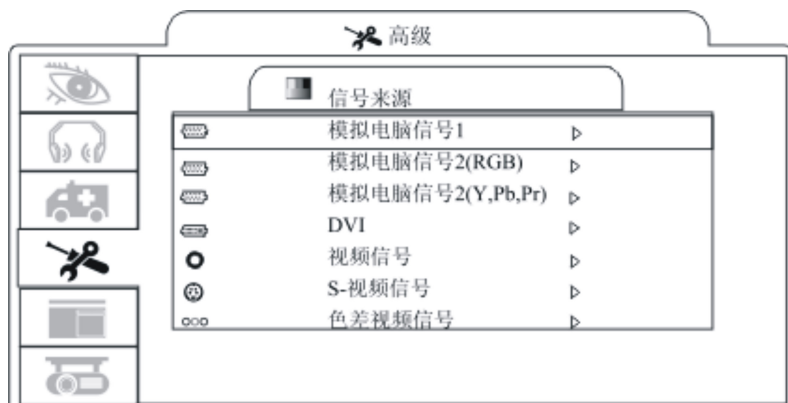 高级
信号来源
模拟电脑信号1
模拟电脑信号2(RGB)
模拟电脑信号2(Y,Pb,Pr)
DVI
视频信号
S-视频信号
色差视频信号